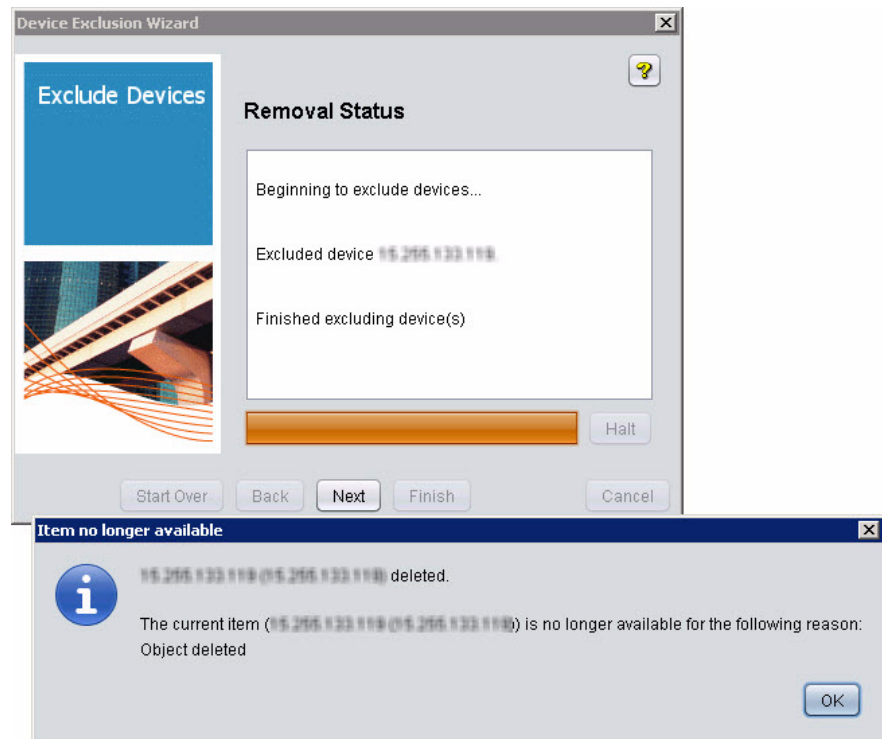 Device Exclusion Wizard
Exclude Devices
Removal Status
Beginning to exclude devices...
Excluded device
Finished excluding device(s)
Halt
Start Over
Back
Next
Finish
Cancel
Item no longer available
deleted.
The current item ( ) is no longer available for the following reason:
Object deleted
OK